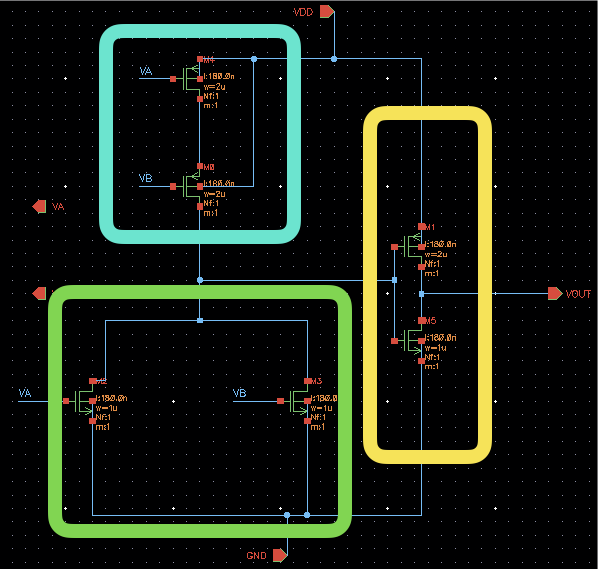 VDD
M4
VA
l:180.0n
w=2u
Nf:1
m:1
M0
VB
l:180.0n
w=2u
Nf:1
m:1
VA
M1
l:180.0n
w=2u
Nf:1
m:1
VOUT
M5
l:180.0n
w=1u
Nf:1
m:1
M2
VA
l:180.0n
w=1u
Nf:1
m:1
M3
VB
l:180.0n
w=1u
Nf:1
m:1
GND